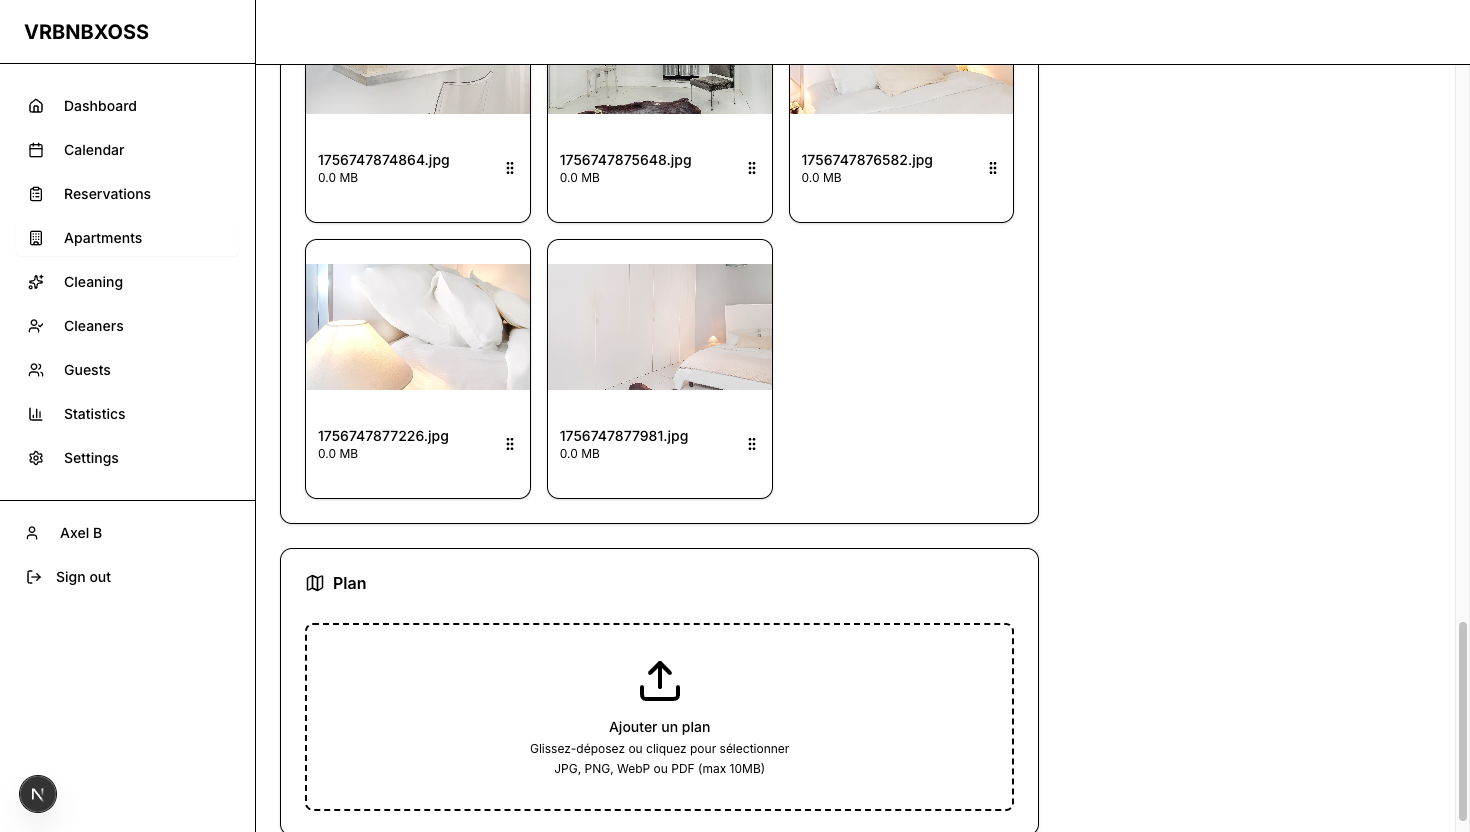 VRBNBXOSS
Dashboard
Calendar
Reservations
Apartments
Cleaning
Cleaners
Guests
Statistics
Settings
Axel B
Sign out
1756747874864.jpg
0.0 MB
1756747875648.jpg
0.0 MB
1756747876582.jpg
0.0 MB
1756747877226.jpg
0.0 MB
1756747877981.jpg
0.0 MB
Plan
Ajouter un plan
Glissez-déposez ou cliquez pour sélectionner
JPG, PNG, WebP ou PDF (max 10MB)
N